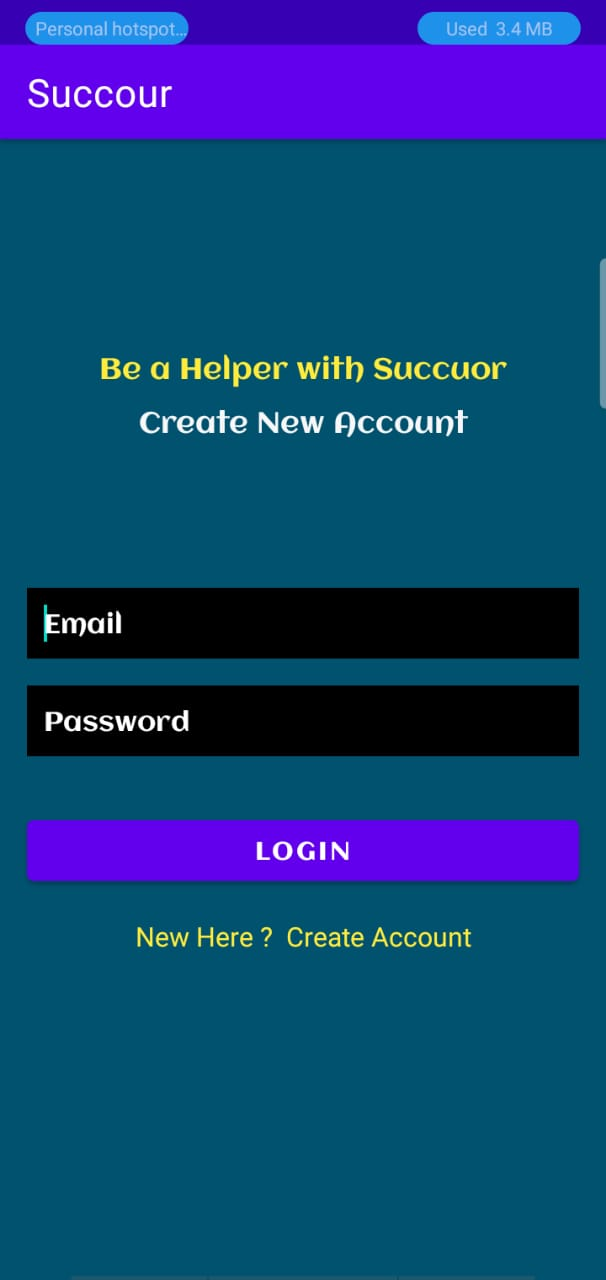 Personal hotspot... Used 3.4 MB
Succour
Be a Helper with Succuor
Create New Account
Email
Password
LOGIN
New Here ? Create Account